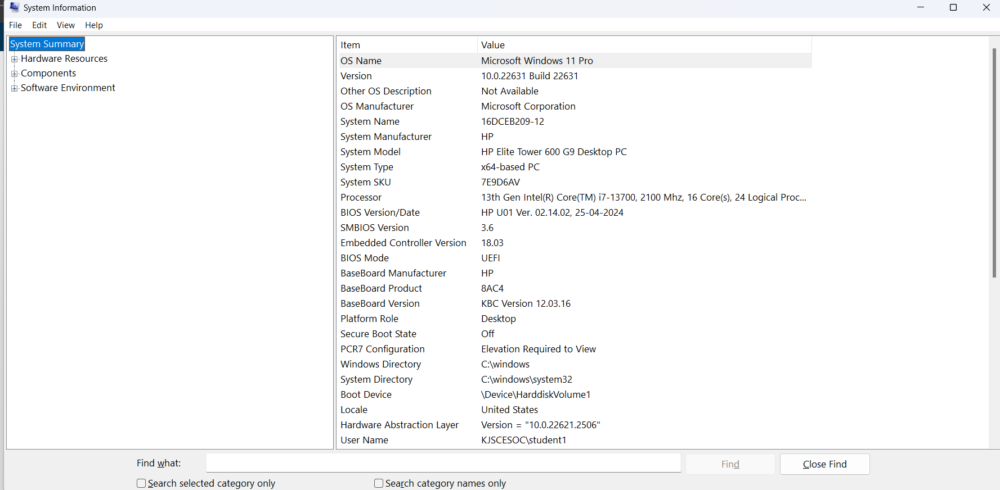 System Information
File Edit View Help
System Summary
Hardware Resources
Components
Software Environment
Item Value
OS Name Microsoft Windows 11 Pro
Version 10.0.22631 Build 22631
Other OS Description Not Available
OS Manufacturer Microsoft Corporation
System Name 16DCEB209-12
System Manufacturer HP
System Model HP Elite Tower 600 G9 Desktop PC
System Type x64-based PC
System SKU 7E9D6AV
Processor 13th Gen Intel(R) Core(TM) i7-13700, 2100 Mhz, 16 Core(s), 24 Logical Proc...
BIOS Version/Date HP U01 Ver. 02.14.02, 25-04-2024
SMBIOS Version 3.6
Embedded Controller Version 18.03
BIOS Mode UEFI
BaseBoard Manufacturer HP
BaseBoard Product 8AC4
BaseBoard Version KBC Version 12.03.16
Platform Role Desktop
Secure Boot State Off
PCR7 Configuration Elevation Required to View
Windows Directory C:\windows
System Directory C:\windows\system32
Boot Device \Device\HarddiskVolume1
Locale United States
Hardware Abstraction Layer Version = "10.0.22621.2506"
User Name KJSCESOC\student1
Find what: Find Close Find
Search selected category only Search category names only